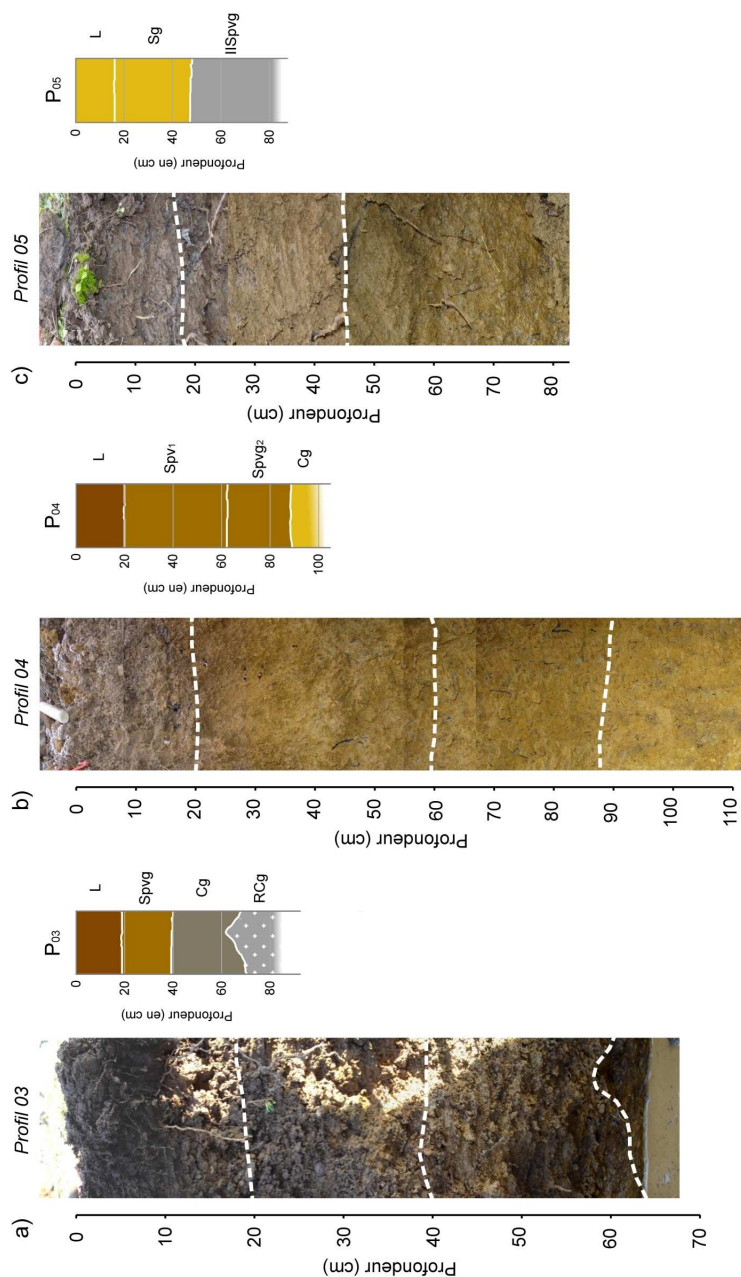 a)
Profil 03
Profondeur (cm)
0
10
20
30
40
50
60
70
P03
Profondeur (en cm)
0
20
40
60
80
L
Spvg
Cg
RCg
b)
Profil 04
Profondeur (cm)
0
10
20
30
40
50
60
70
80
90
100
110
P04
Profondeur (en cm)
0
20
40
60
80
100
L
Spv1
Spvg2
Cg
c)
Profil 05
Profondeur (cm)
0
10
20
30
40
50
60
70
80
P05
Profondeur (en cm)
0
20
40
60
80
L
Sg
IISpvg